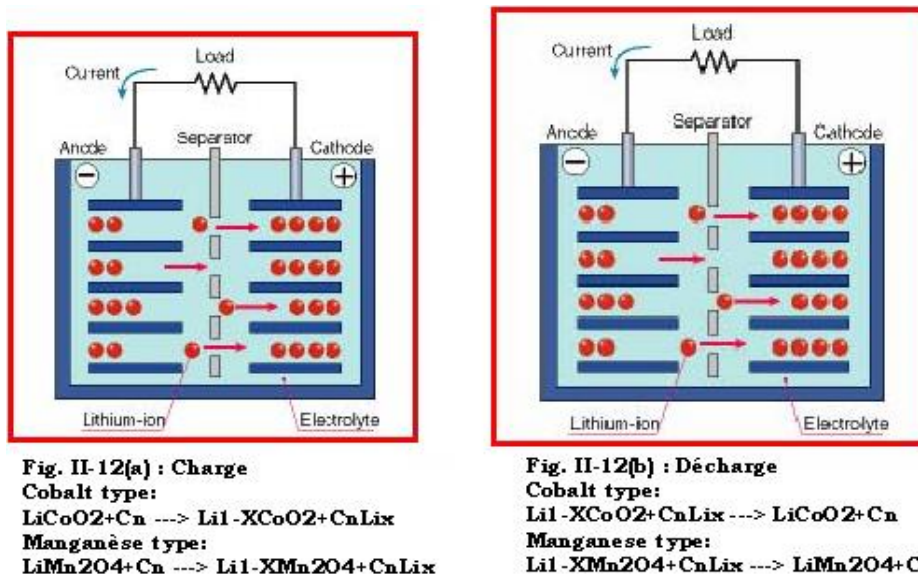 Load
Current
Separator
Anode
Cathode
Lithium-ion
Electrolyte
Fig. II-12(a) : Charge
Cobalt type:
LiCoO2+Cn ---> Li1-XCoO2+CnLix
Manganèse type:
LiMn2O4+Cn ---> Li1-XMn2O4+CnLix
Load
Current
Separator
Anode
Cathode
Lithium-ion
Electrolyte
Fig. II-12(b) : Décharge
Cobalt type:
Li1-XCoO2+CnLix ---> LiCoO2+Cn
Manganese type:
Li1-XMn2O4+CnLix ---> LiMn2O4+C